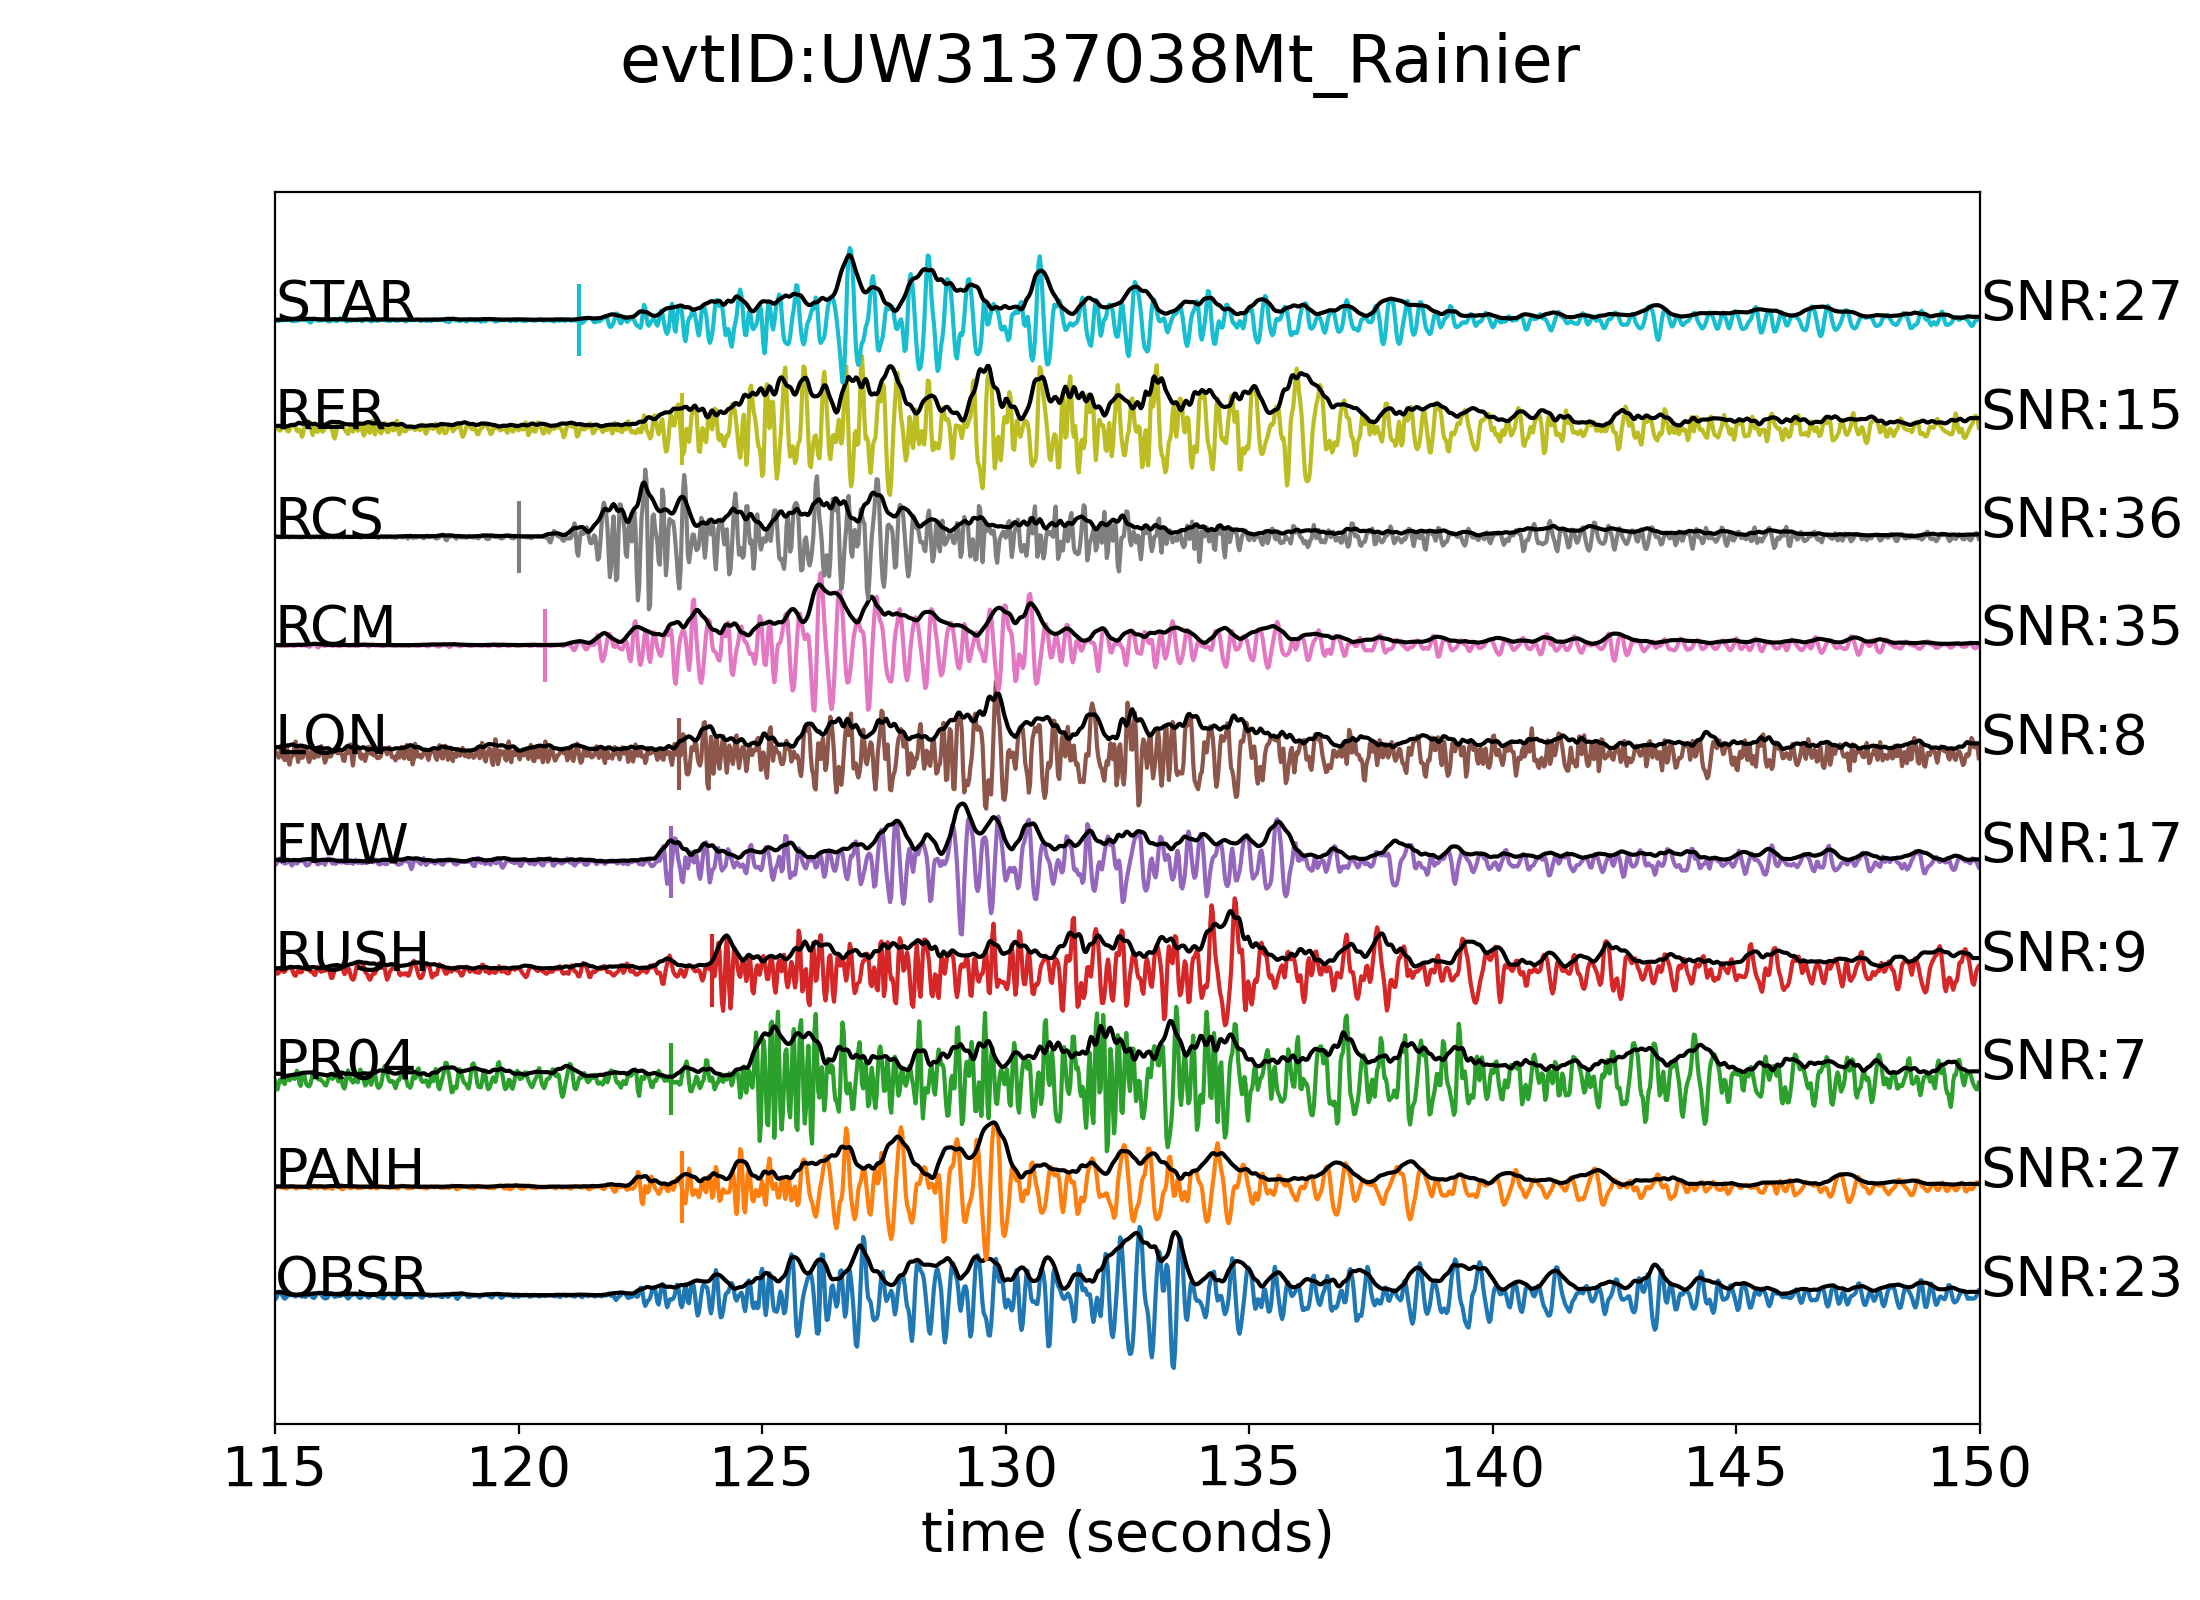 evtID:UW3137038Mt_Rainier
STAR SNR:27
RER SNR:15
RCS SNR:36
RCM SNR:35
LON SNR:8
FMW SNR:17
RUSH SNR:9
PR04 SNR:7
PANH SNR:27
OBSR SNR:23
115 120 125 130 135 140 145 150
time (seconds)